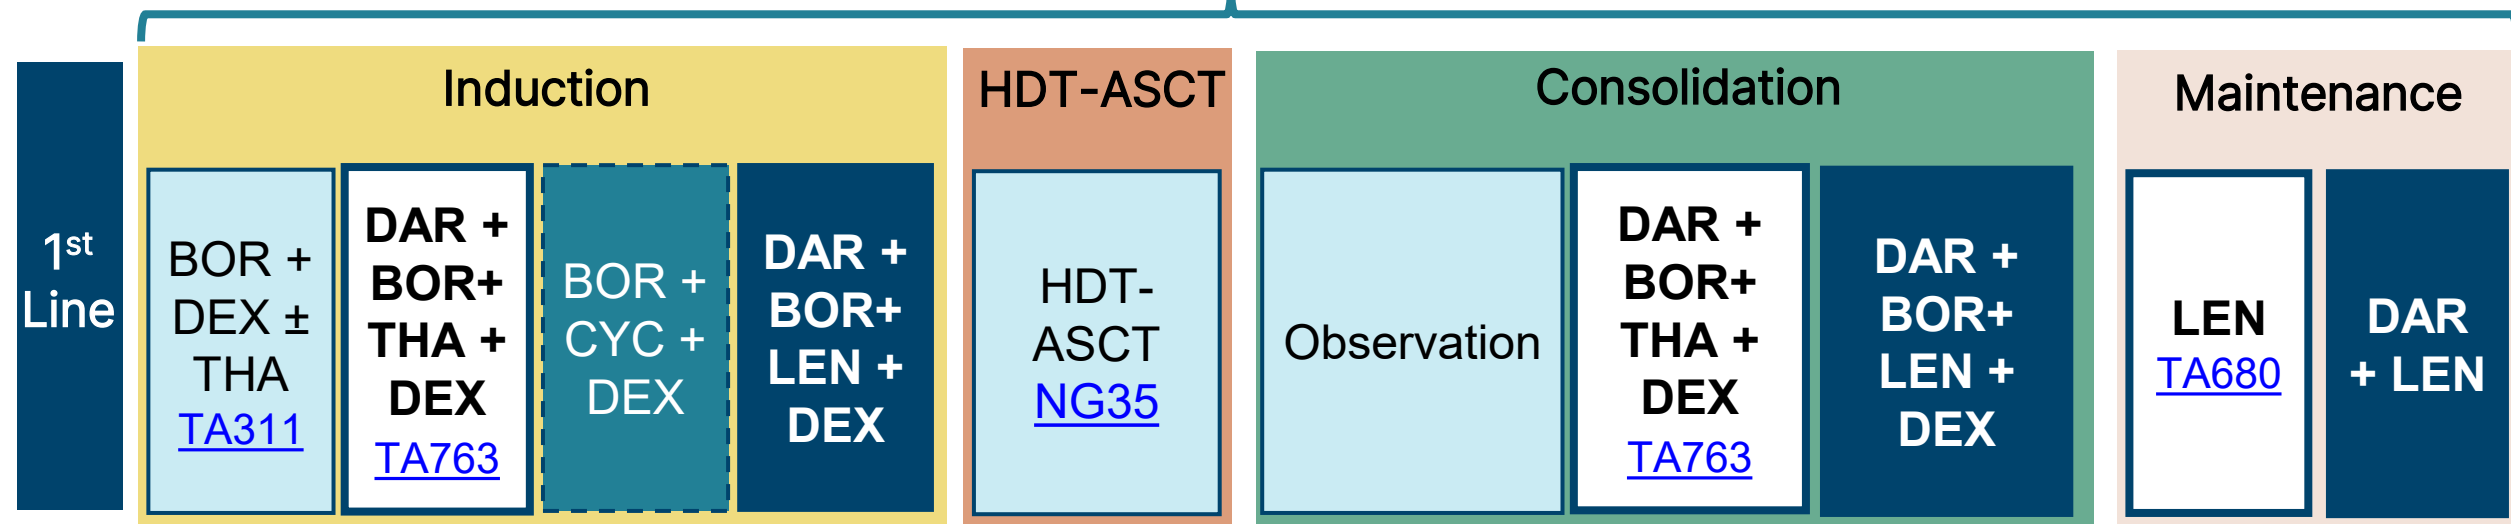 1st
Line
Induction
BOR +
DEX ±
THA
TA311
DAR +
BOR+
THA +
DEX
TA763
BOR +
CYC +
DEX
DAR +
BOR+
LEN +
DEX
HDT-ASCT
HDT-
ASCT
NG35
Consolidation
Observation
DAR +
BOR+
THA +
DEX
TA763
DAR +
BOR+
LEN +
DEX
Maintenance
LEN
TA680
DAR
+ LEN